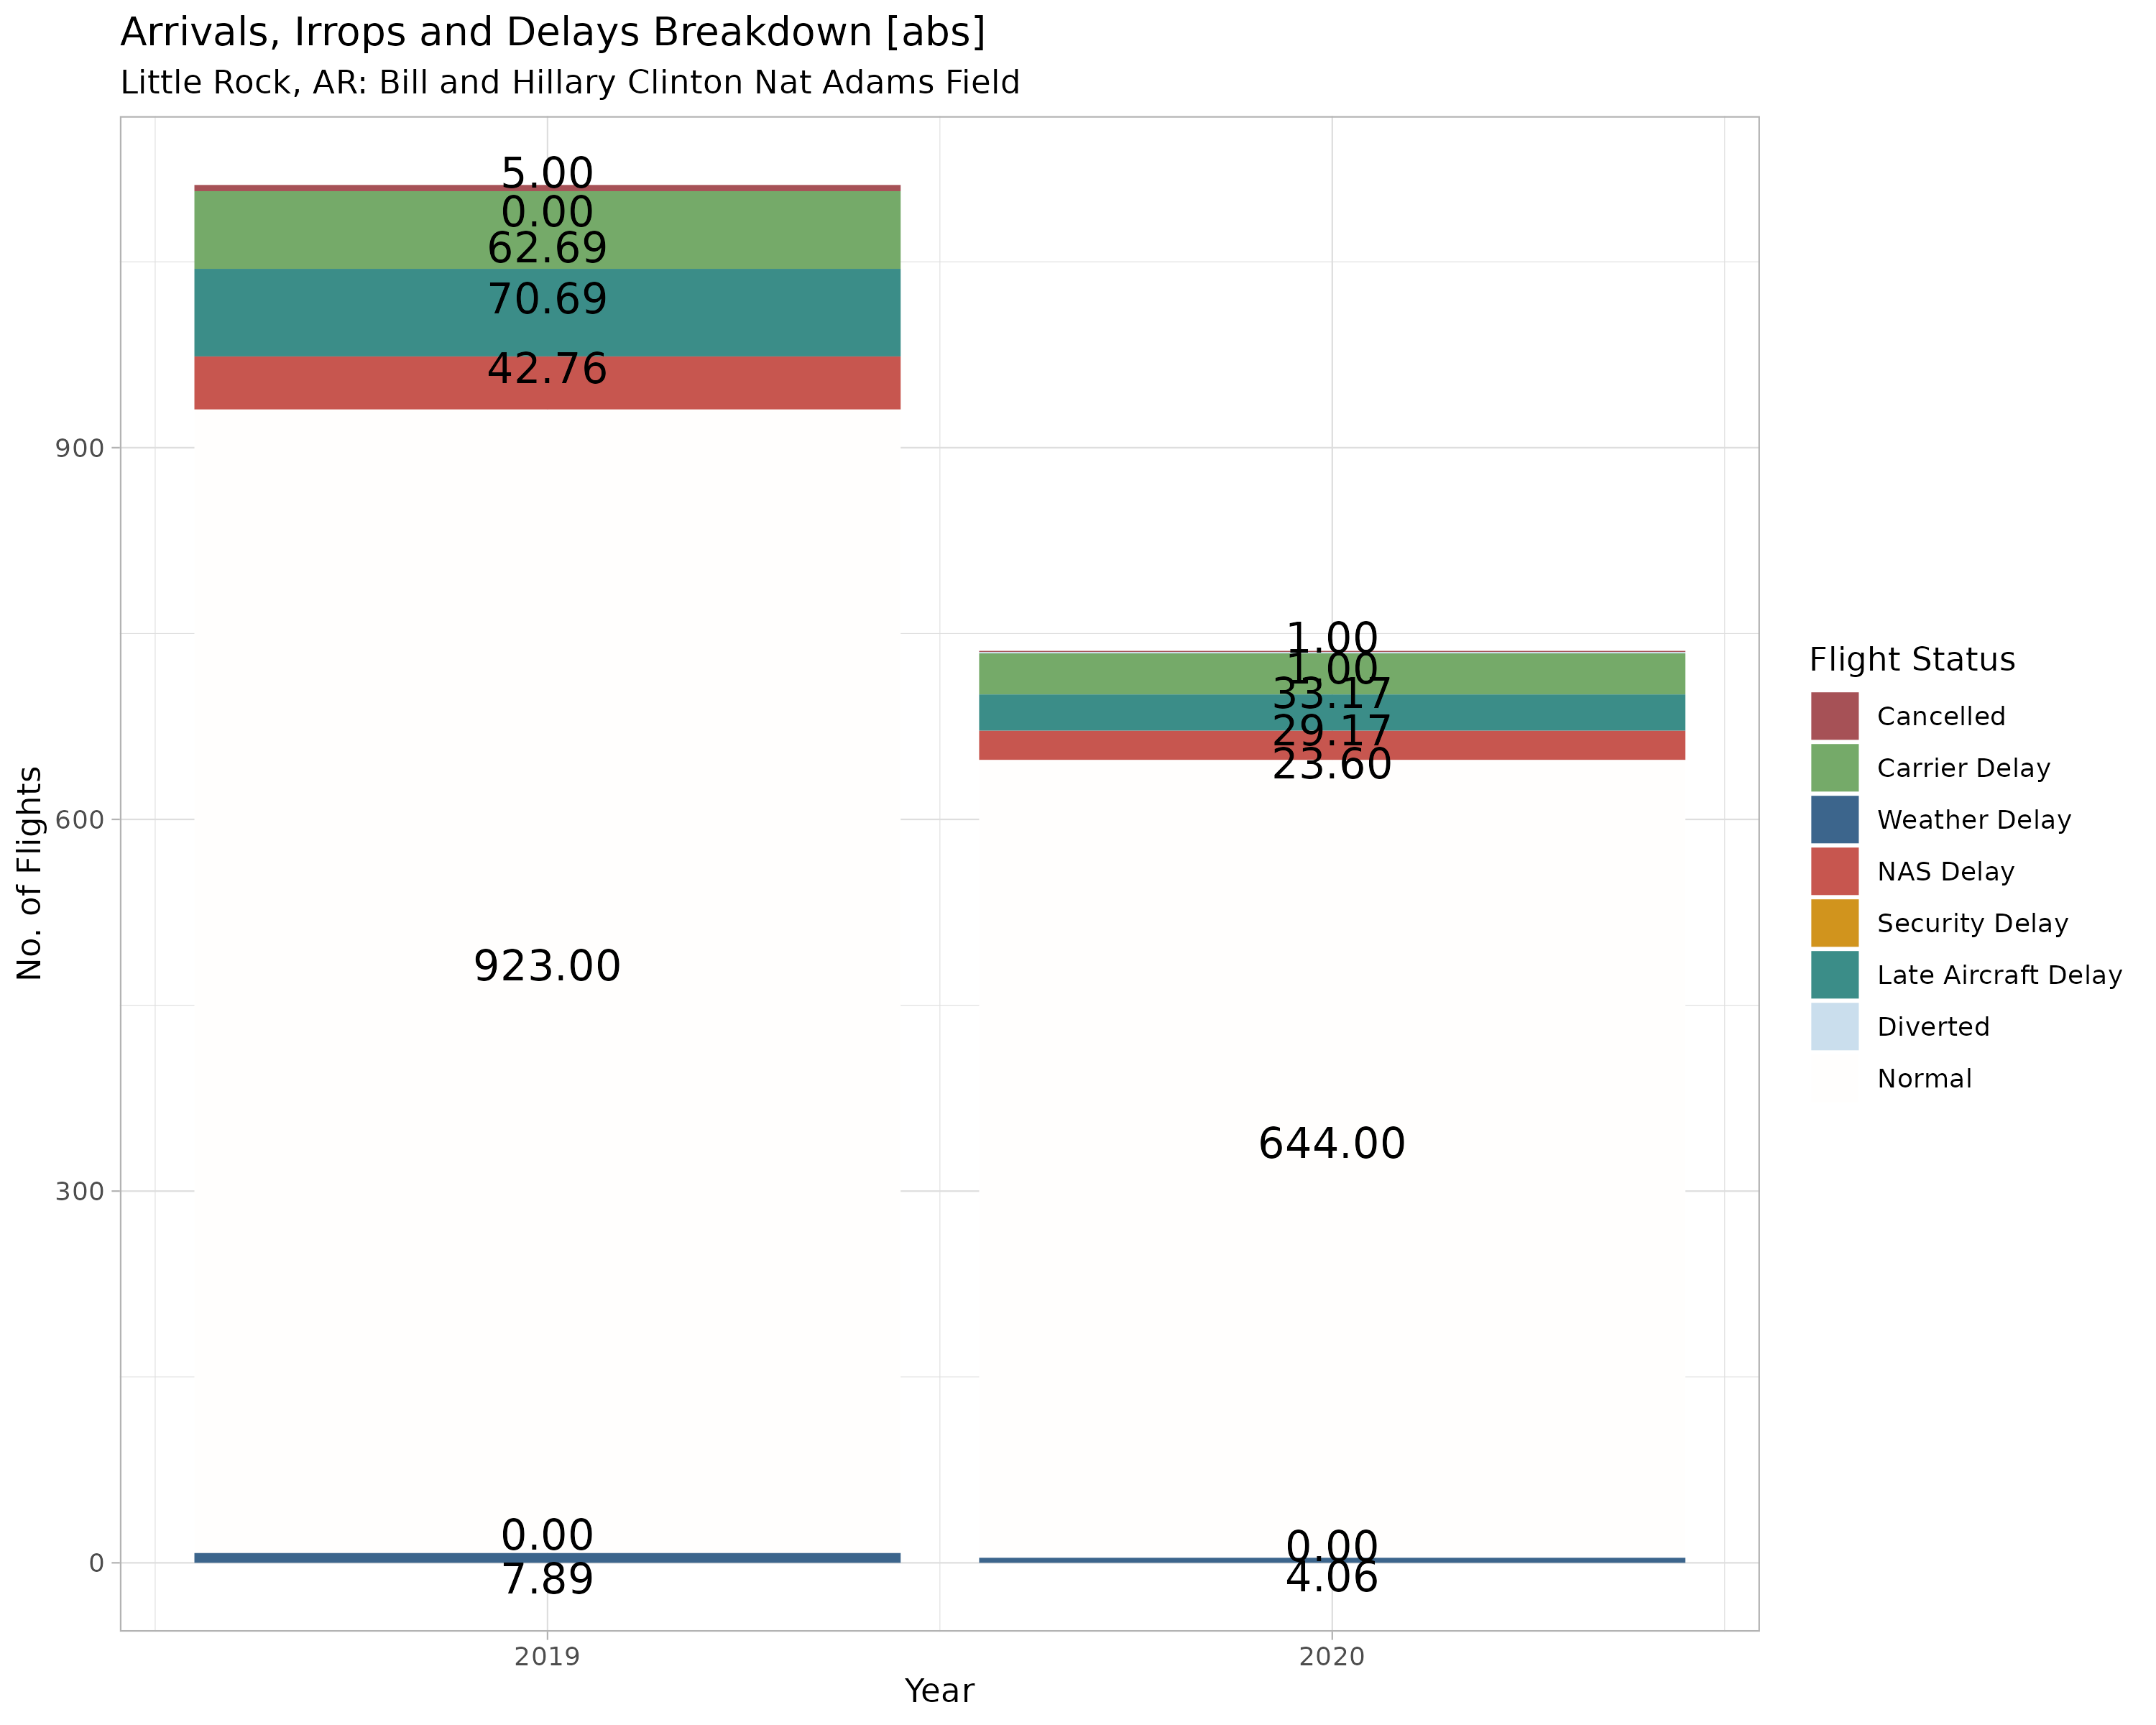 Arrivals, Irrops and Delays Breakdown [abs]
Little Rock, AR: Bill and Hillary Clinton Nat Adams Field
No. of Flights
900
600
300
0
5.00
0.00
62.69
70.69
42.76
923.00
0.00
7.89
1.00
1.00
33.17
29.17
23.60
644.00
0.00
4.06
2019
2020
Year
Flight Status
Cancelled
Carrier Delay
Weather Delay
NAS Delay
Security Delay
Late Aircraft Delay
Diverted
Normal